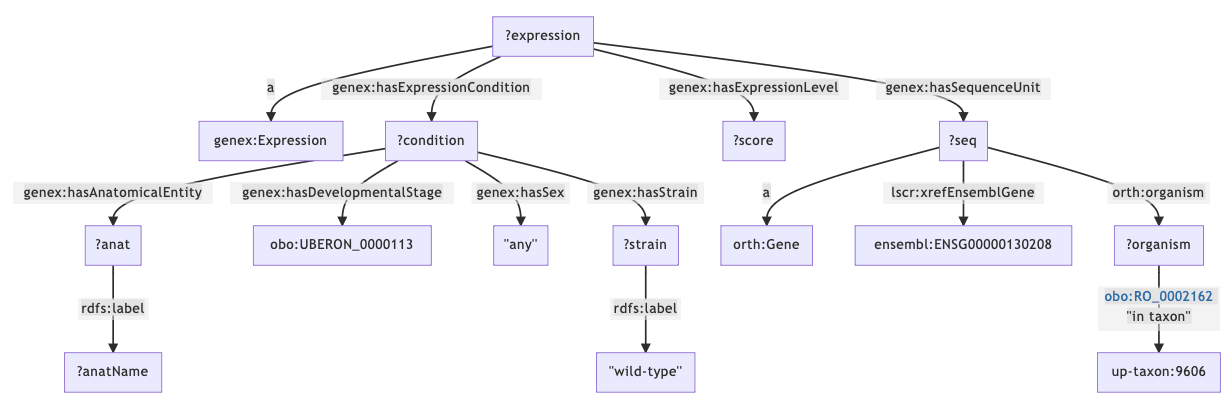 ?expression
a
genex:hasExpressionCondition
genex:hasExpressionLevel
genex:hasSequenceUnit
genex:Expression
?condition
?score
?seq
genex:hasAnatomicalEntity
genex:hasDevelopmentalStage
genex:hasSex
genex:hasStrain
a
lscr:xrefEnsemblGene
orth:organism
?anat
obo:UBERON_0000113
"any"
?strain
orth:Gene
ensembl:ENSG00000130208
?organism
rdfs:label
rdfs:label
obo:RO_0002162
"in taxon"
?anatName
"wild-type"
up-taxon:9606